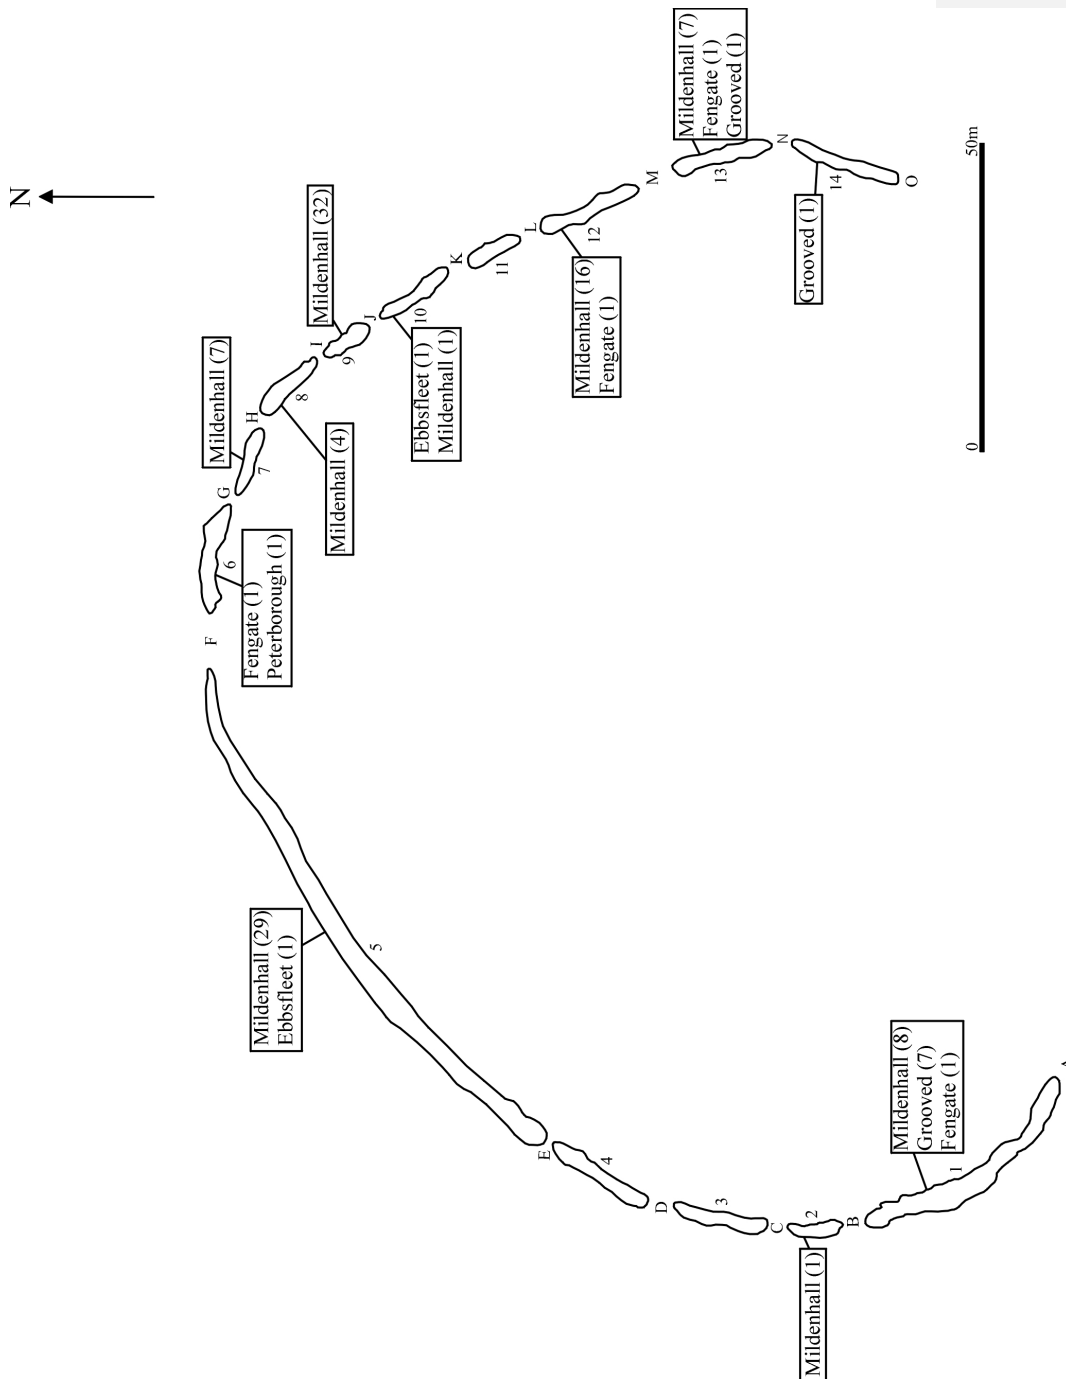 N
Mildenhall (7)
Fengate (1)
Grooved (1)
N
13
M
50m
14
O
Grooved (1)
Mildenhall (32)
L
12
K
11
Mildenhall (16)
Fengate (1)
J
10
I
9
Ebbsfleet (1)
Mildenhall (1)
Mildenhall (7)
8
H
Mildenhall (4)
7
G
0
6
Fengate (1)
Peterborough (1)
F
Mildenhall (29)
Ebbsfleet (1)
5
E
4
D
3
C
2
B
Mildenhall (8)
Grooved (7)
Fengate (1)
1
Mildenhall (1)